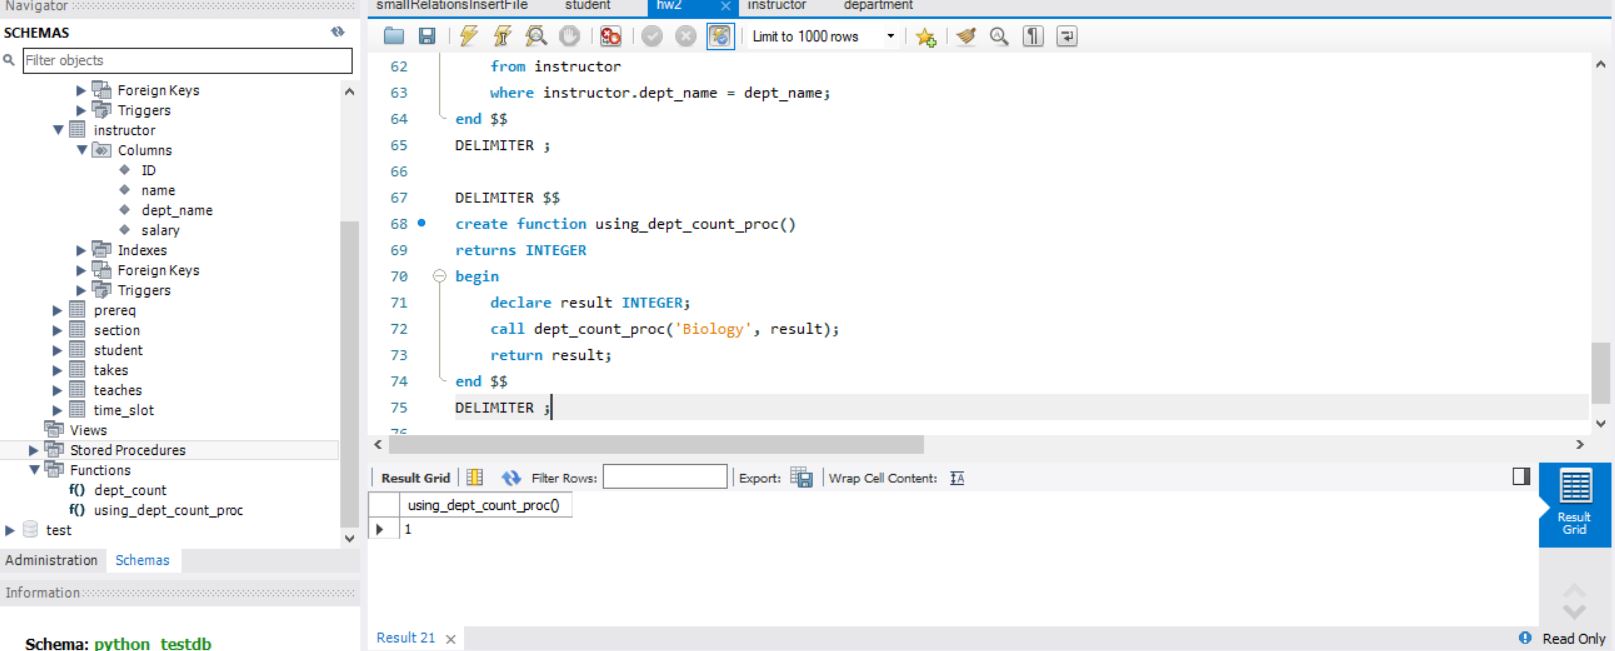 Navigator
SCHEMAS
Filter objects
Foreign Keys
Triggers
instructor
Columns
ID
name
dept_name
salary
Indexes
Foreign Keys
Triggers
prereq
section
student
takes
teaches
time_slot
Views
Stored Procedures
Functions
f() dept_count
f() using_dept_count_proc
test
Administration Schemas
Information
Schema: python_testdb
smallRelationsInsertFile student hw2 instructor department
Limit to 1000 rows
62 from instructor
63 where instructor.dept_name = dept_name;
64 end $$
65 DELIMITER ;
66
67 DELIMITER $$
68 create function using_dept_count_proc()
69 returns INTEGER
70 begin
71 declare result INTEGER;
72 call dept_count_proc('Biology', result);
73 return result;
74 end $$
75 DELIMITER ;
76
Result Grid Filter Rows: Export: Wrap Cell Content:
using_dept_count_proc()
1
Result
Grid
Result 21
Read Only